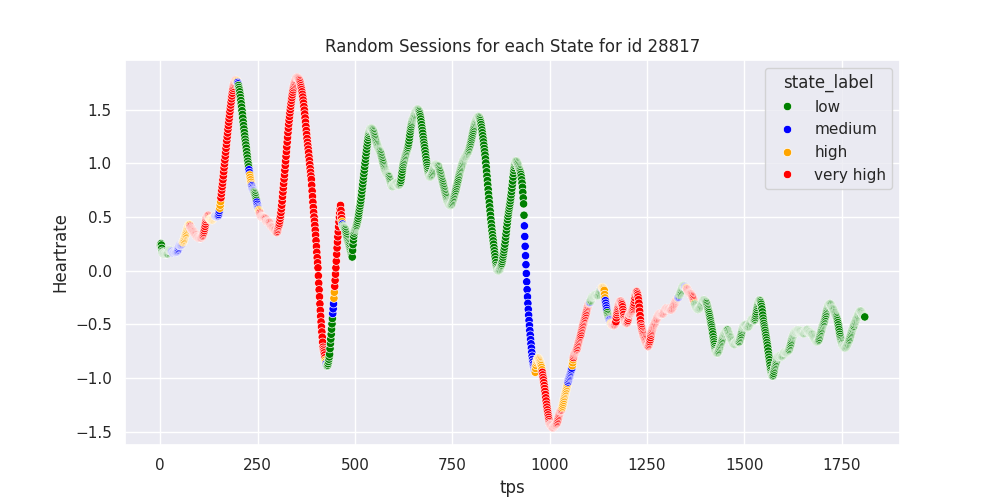 Random Sessions for each State for id 28817
state_label
low
medium
high
very high
Heartrate
1.5
1.0
0.5
0.0
−0.5
−1.0
−1.5
0 250 500 750 1000 1250 1500 1750
tps